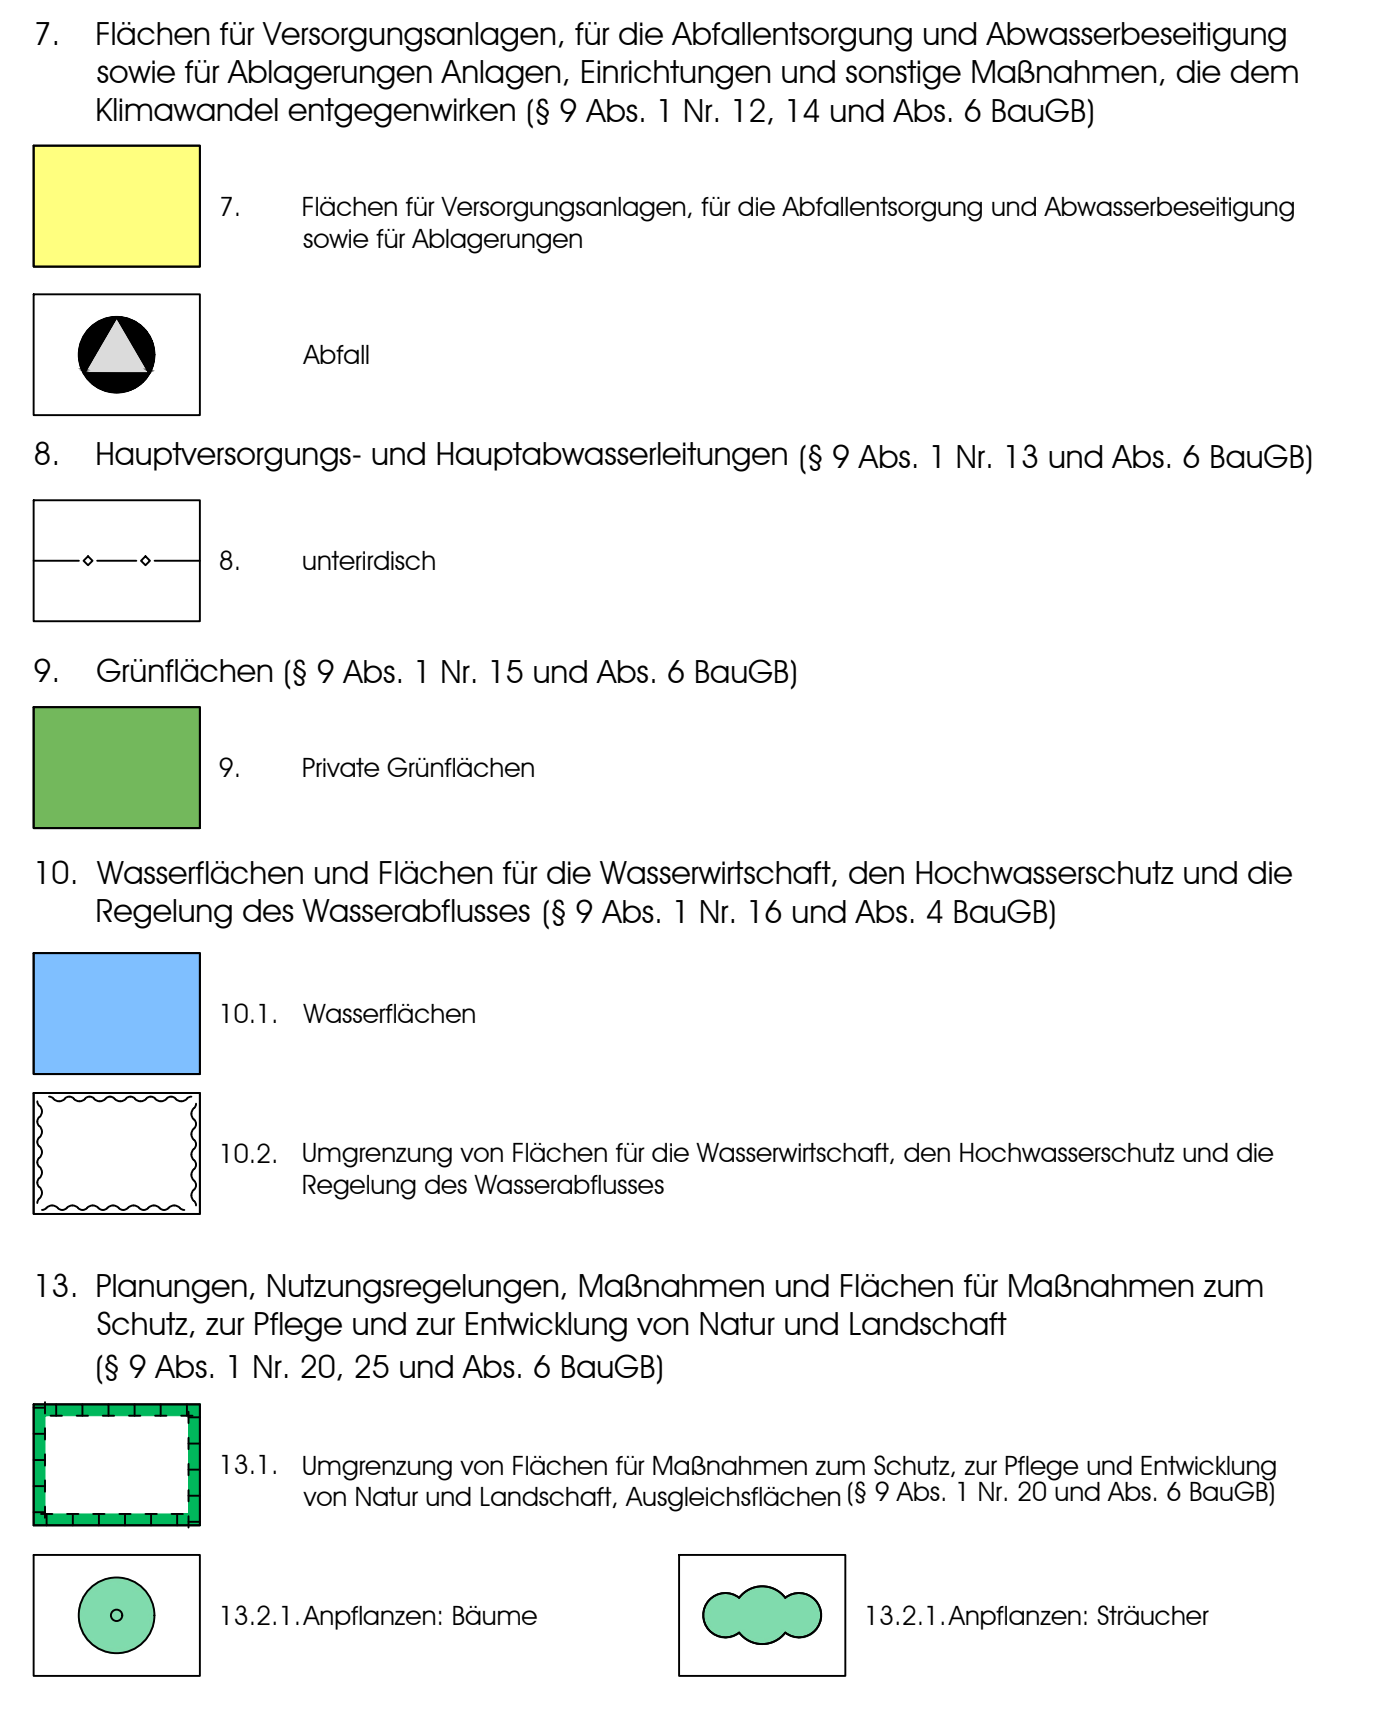 7. Flächen für Versorgungsanlagen, für die Abfallentsorgung und Abwasserbeseitigung
sowie für Ablagerungen Anlagen, Einrichtungen und sonstige Maßnahmen, die dem
Klimawandel entgegenwirken (§ 9 Abs. 1 Nr. 12, 14 und Abs. 6 BauGB)
7. Flächen für Versorgungsanlagen, für die Abfallentsorgung und Abwasserbeseitigung
sowie für Ablagerungen
Abfall
8. Hauptversorgungs- und Hauptabwasserleitungen (§ 9 Abs. 1 Nr. 13 und Abs. 6 BauGB)
8. unterirdisch
9. Grünflächen (§ 9 Abs. 1 Nr. 15 und Abs. 6 BauGB)
9. Private Grünflächen
10. Wasserflächen und Flächen für die Wasserwirtschaft, den Hochwasserschutz und die
Regelung des Wasserabflusses (§ 9 Abs. 1 Nr. 16 und Abs. 4 BauGB)
10.1. Wasserflächen
10.2. Umgrenzung von Flächen für die Wasserwirtschaft, den Hochwasserschutz und die
Regelung des Wasserabflusses
13. Planungen, Nutzungsregelungen, Maßnahmen und Flächen für Maßnahmen zum
Schutz, zur Pflege und zur Entwicklung von Natur und Landschaft
(§ 9 Abs. 1 Nr. 20, 25 und Abs. 6 BauGB)
13.1. Umgrenzung von Flächen für Maßnahmen zum Schutz, zur Pflege und Entwicklung
von Natur und Landschaft, Ausgleichsflächen (§ 9 Abs. 1 Nr. 20 und Abs. 6 BauGB)
13.2.1. Anpflanzen: Bäume
13.2.1. Anpflanzen: Sträucher